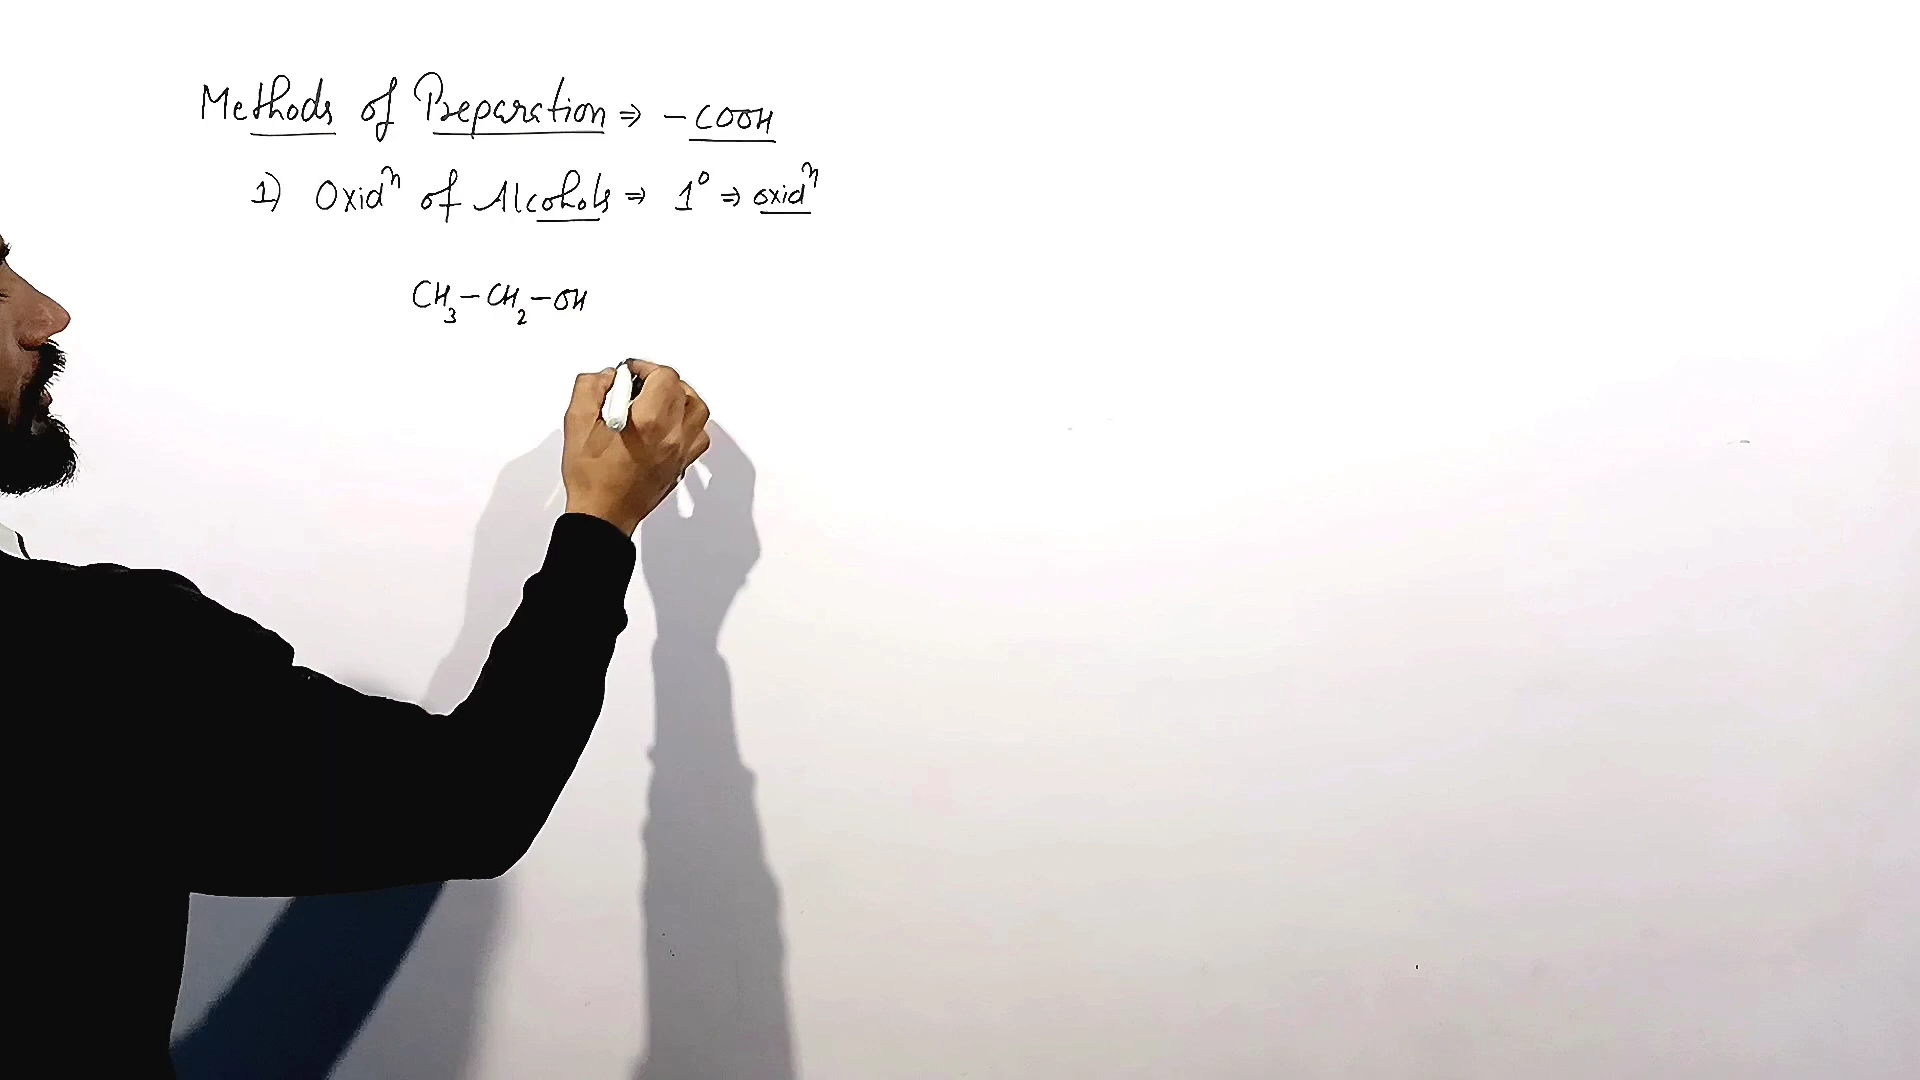 Methods of Preparation ⇒ -COOH
1) Oxidⁿ of Alcohols ⇒ 1° ⇒ oxidⁿ
CH₃-CH₂-OH